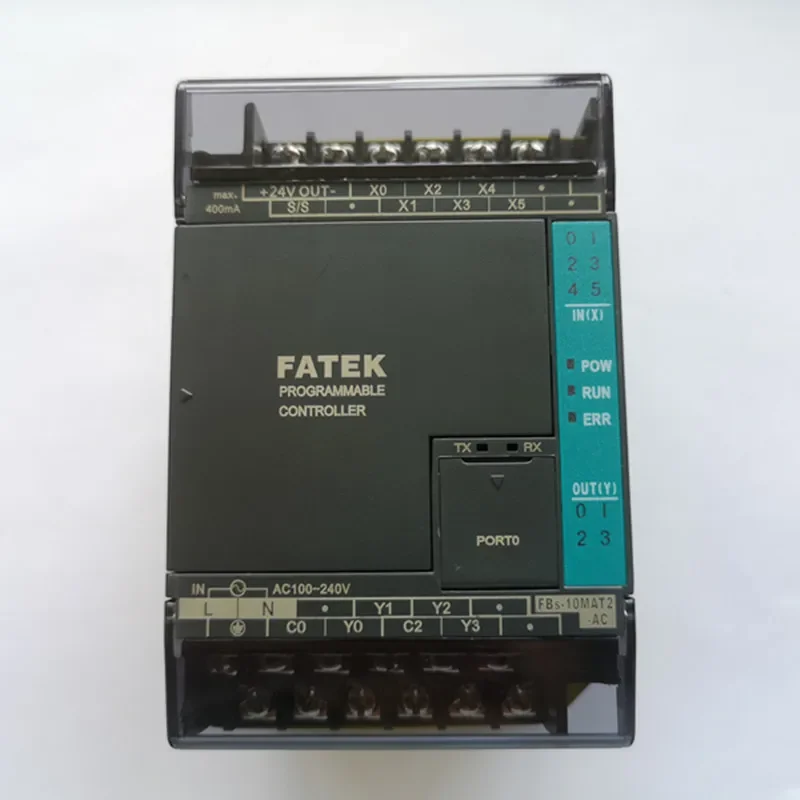 max. +24V OUT- X0 X2 X4 •
400mA S/S • X1 X3 X5 •
0 1
2 3
4 5
IN(X)
FATEK
PROGRAMMABLE
CONTROLLER
POW
RUN
ERR
TX RX
PORT0
OUT(Y)
0 1
2 3
IN AC100-240V
L N • Y1 Y2 • FBs-10MAT2
C0 Y0 C2 Y3 • -AC